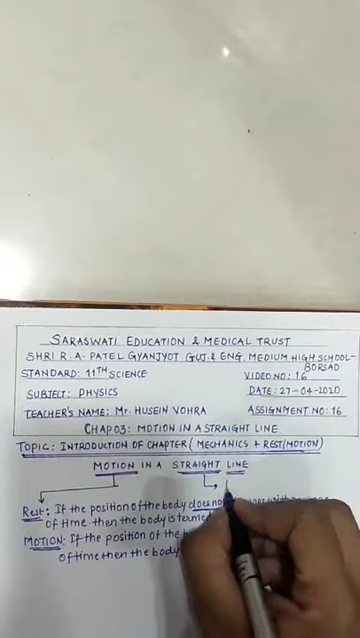 SARASWATI EDUCATION & MEDICAL TRUST
SHRI R. A. PATEL GYANJYOT GUJ. & ENG. MEDIUM HIGH SCHOOL-
BORSAD
STANDARD: 11TH SCIENCE
VIDEO NO: 16
SUBJECT: PHYSICS
DATE: 27-04-2020
TEACHER'S NAME: Mr. HUSEIN VOHRA
ASSIGNMENT NO: 16
CHAP 03: MOTION IN A STRAIGHT LINE
TOPIC: INTRODUCTION OF CHAPTER (MECHANICS & REST/MOTION)
MOTION IN A STRAIGHT LINE
Rest: If the position of the body does
of time then the body is
MOTION: If the position of the
of time then the body